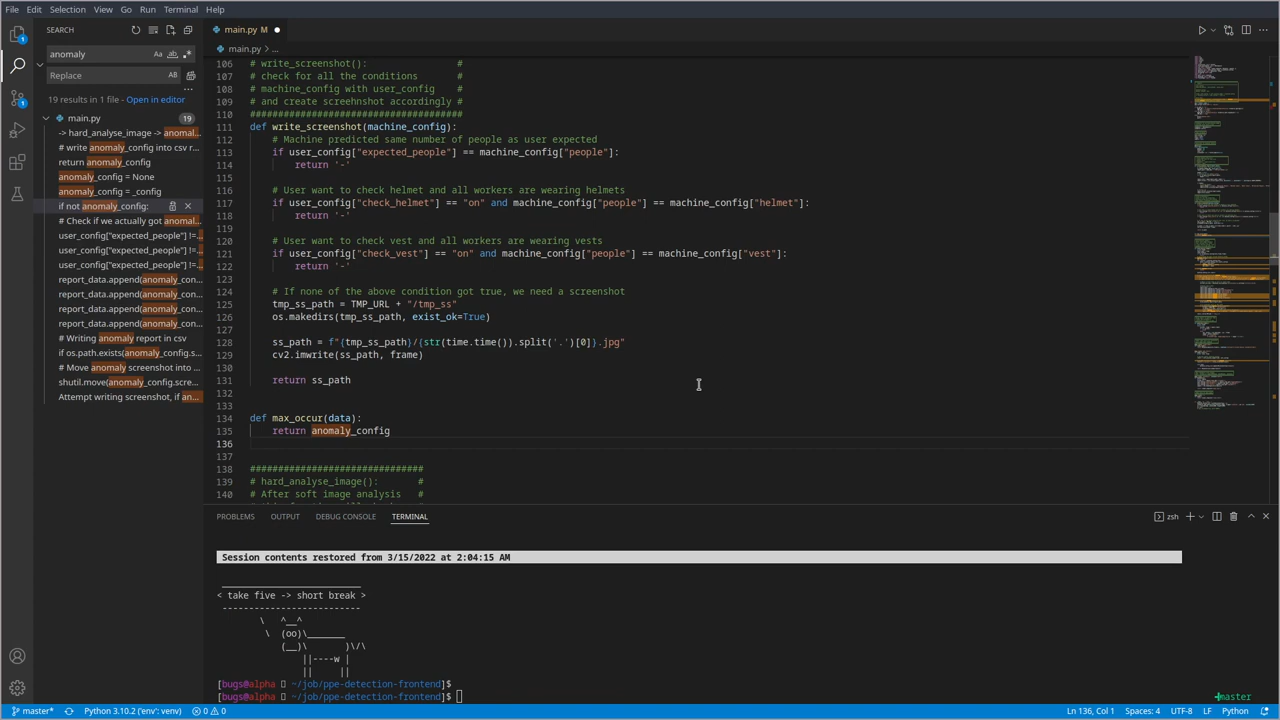 File Edit Selection View Go Run Terminal Help
SEARCH
main.py M
anomaly
Aa
main.py > ...
Replace
AB
19 results in 1 file - Open in editor
main.py 19
-> hard_analyse_image -> anomal...
# write anomaly_config into csv r...
return anomaly_config
anomaly_config = None
anomaly_config = _config
if not anomaly_config:
# Check if we actually got anomal...
user_config["expected_people"] !=...
user_config["expected_people"] !=...
user_config["expected_people"] !=...
report_data.append(anomaly_con...
report_data.append(anomaly_con...
report_data.append(anomaly_con...
report_data.append(anomaly_con...
# Writing anomaly report in csv
if os.path.exists(anomaly_config.s...
# Move anomaly screenshot into ...
shutil.move(anomaly_config.scre...
Attempt writing screenshot, if an...
106 # write_screenshot(): #
107 # check for all the conditions #
108 # machine_config with user_config #
109 # and create screehnshot accordingly #
110 ######################################
111 def write_screenshot(machine_config):
112 # Machine predicted same number of people as user expected
113 if user_config["expected_people"] == machine_config["people"]:
114 return '-'
115
116 # User want to check helmet and all workers are wearing helmets
117 if user_config["check_helmet"] == "on" and machine_config["people"] == machine_config["helmet"]:
118 return '-'
119
120 # User want to check vest and all workers are wearing vests
121 if user_config["check_vest"] == "on" and machine_config["people"] == machine_config["vest"]:
122 return '-'
123
124 # If none of the above condition got true, write screenshot
125 tmp_ss_path = TMP_URL + "/tmp_ss"
126 os.makedirs(tmp_ss_path, exist_ok=True)
127
128 ss_path = f"{tmp_ss_path}/{str(time.time()).split('.')[0]}.jpg"
129 cv2.imwrite(ss_path, frame)
130
131 return ss_path
132
133
134 def max_occur(data):
135 return anomaly_config
136
137
138 ###############################
139 # hard_analyse_image(): #
140 # After soft image analysis #
PROBLEMS OUTPUT DEBUG CONSOLE TERMINAL
zsh
Session contents restored from 3/15/2022 at 2:04:15 AM
_________________________
< take five -> short break >
-------------------------
\ ^__^
\ (oo)\_______
(__)\ )\/\
||----w |
|| ||
[bugs@alpha ~/job/ppe-detection-frontend]$
[bugs@alpha ~/job/ppe-detection-frontend]$
master
master* Python 3.10.2 ('env': venv) 0 0 Ln 136, Col 1 Spaces: 4 UTF-8 LF Python